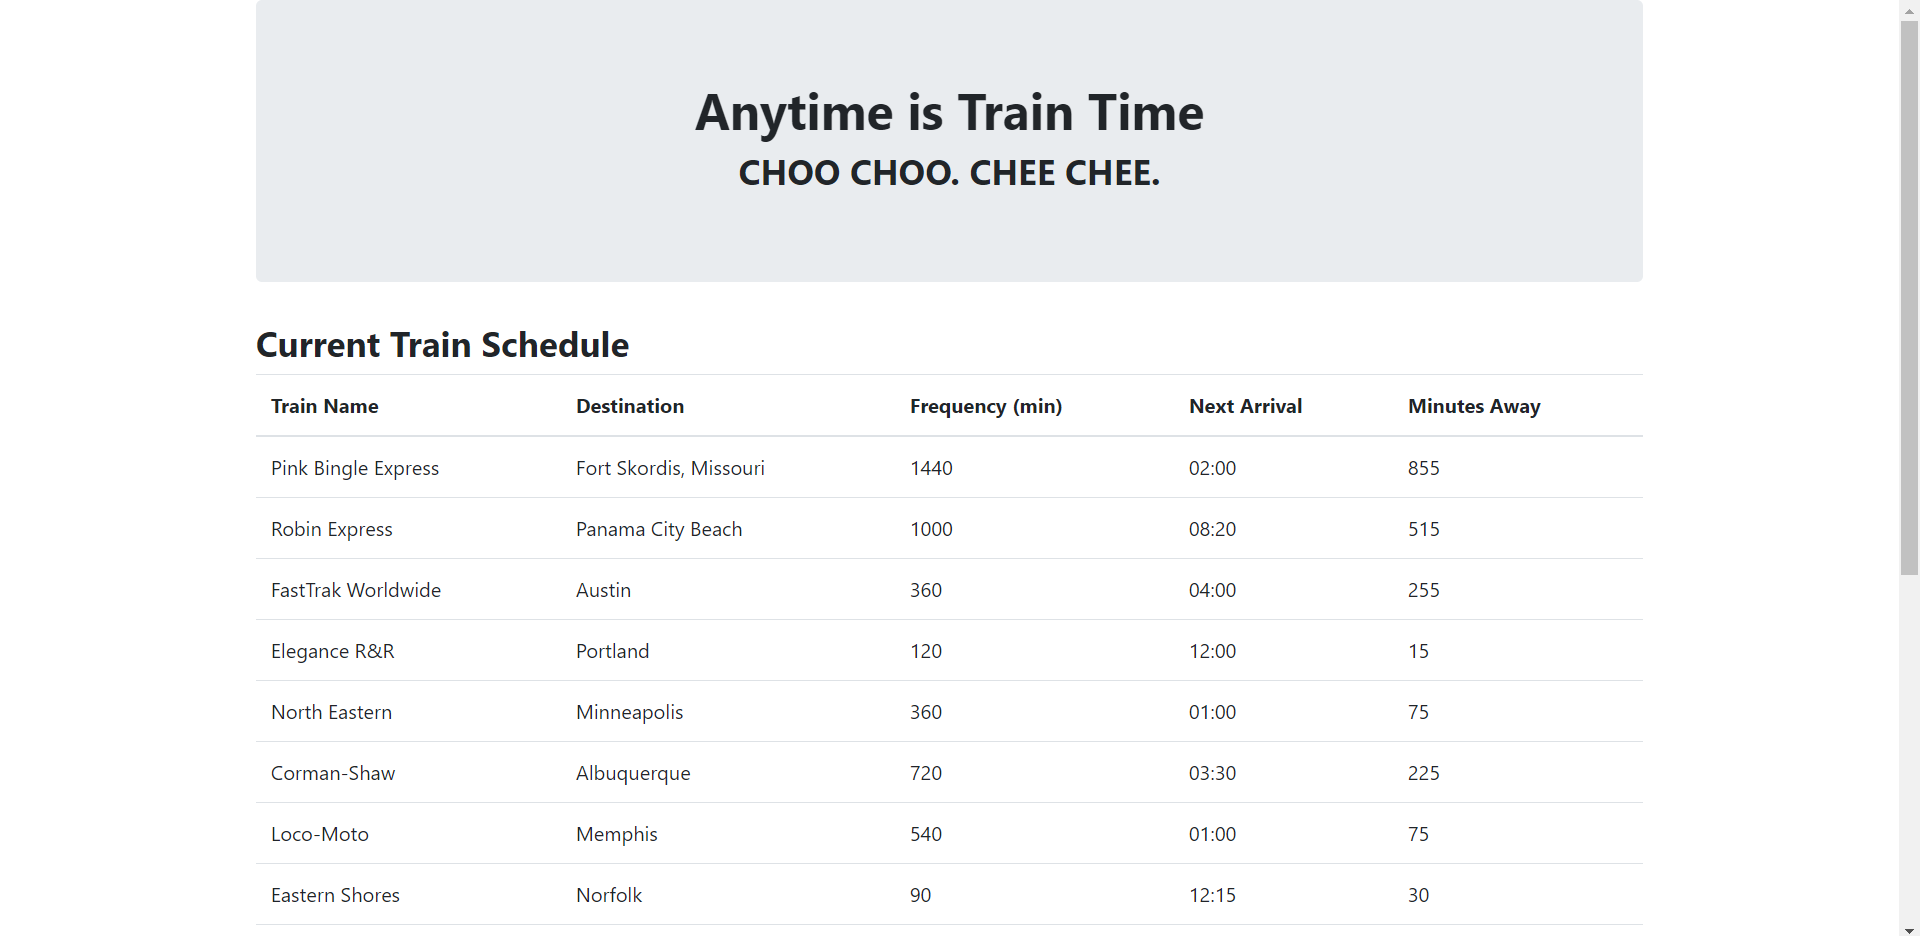 Anytime is Train Time
CHOO CHOO. CHEE CHEE.
Current Train Schedule
Train Name Destination Frequency (min) Next Arrival Minutes Away
Pink Bingle Express Fort Skordis, Missouri 1440 02:00 855
Robin Express Panama City Beach 1000 08:20 515
FastTrak Worldwide Austin 360 04:00 255
Elegance R&R Portland 120 12:00 15
North Eastern Minneapolis 360 01:00 75
Corman-Shaw Albuquerque 720 03:30 225
Loco-Moto Memphis 540 01:00 75
Eastern Shores Norfolk 90 12:15 30